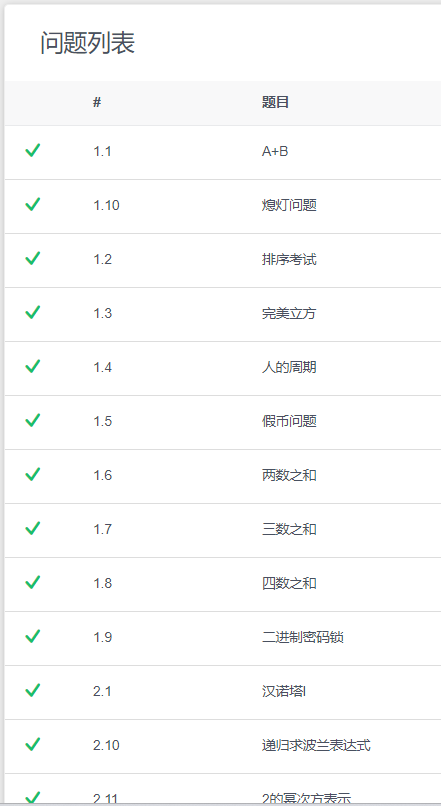 问题列表
# 题目
1.1 A+B
1.10 熄灯问题
1.2 排序考试
1.3 完美立方
1.4 人的周期
1.5 假币问题
1.6 两数之和
1.7 三数之和
1.8 四数之和
1.9 二进制密码锁
2.1 汉诺塔I
2.10 递归求波兰表达式
2.11 2的幂次方表示